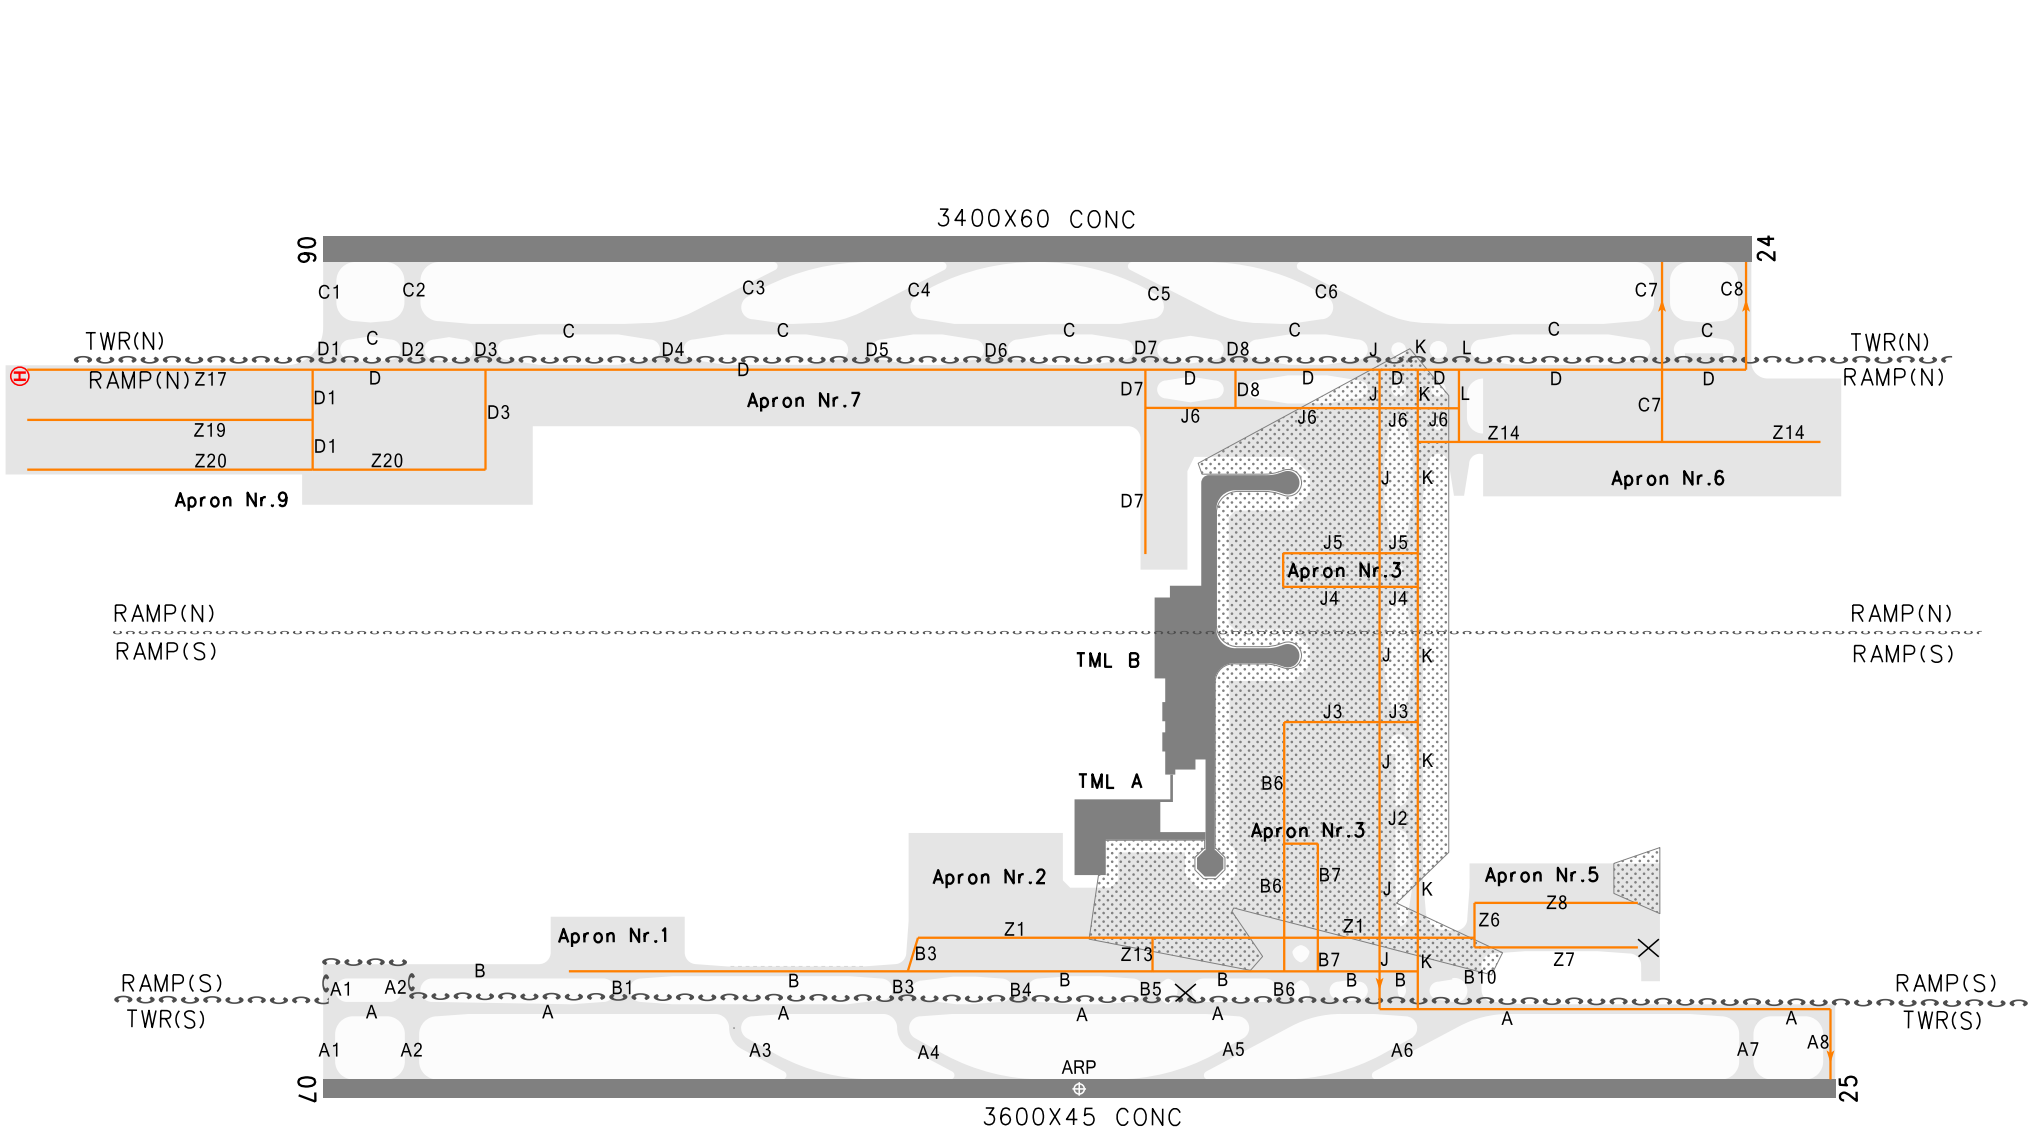 3400X60 CONC
06
24
C1
C2
C3
C4
C5
C6
C7
C8
C
C
C
C
C
C
C
TWR(N)
TWR(N)
D1
D2
D3
D4
D5
D6
D7
D8
J
K
L
RAMP(N)
Z17
D
D
D
D
D
D
D
D
RAMP(N)
H
D1
D3
Apron Nr.7
D7
D8
J
K
L
C7
Z19
J6
J6
J6
J6
Z14
Z14
D1
Z20
Z20
Apron Nr.9
J
K
Apron Nr.6
D7
J5
J5
Apron Nr.3
J4
J4
RAMP(N)
RAMP(N)
RAMP(S)
RAMP(S)
TML B
J
K
J3
J3
TML A
B6
J
K
J2
Apron Nr.3
Apron Nr.2
B6
B7
J
K
Apron Nr.5
Z8
Apron Nr.1
Z1
Z1
Z6
B3
Z13
B7
J
K
Z7
B
B
B
B
B
B
B10
RAMP(S)
RAMP(S)
A1
A2
B1
B3
B4
B5
B6
TWR(S)
TWR(S)
A
A
A
A
A
A
A
A1
A2
A3
A4
A5
A6
A7
A8
ARP
07
25
3600X45 CONC